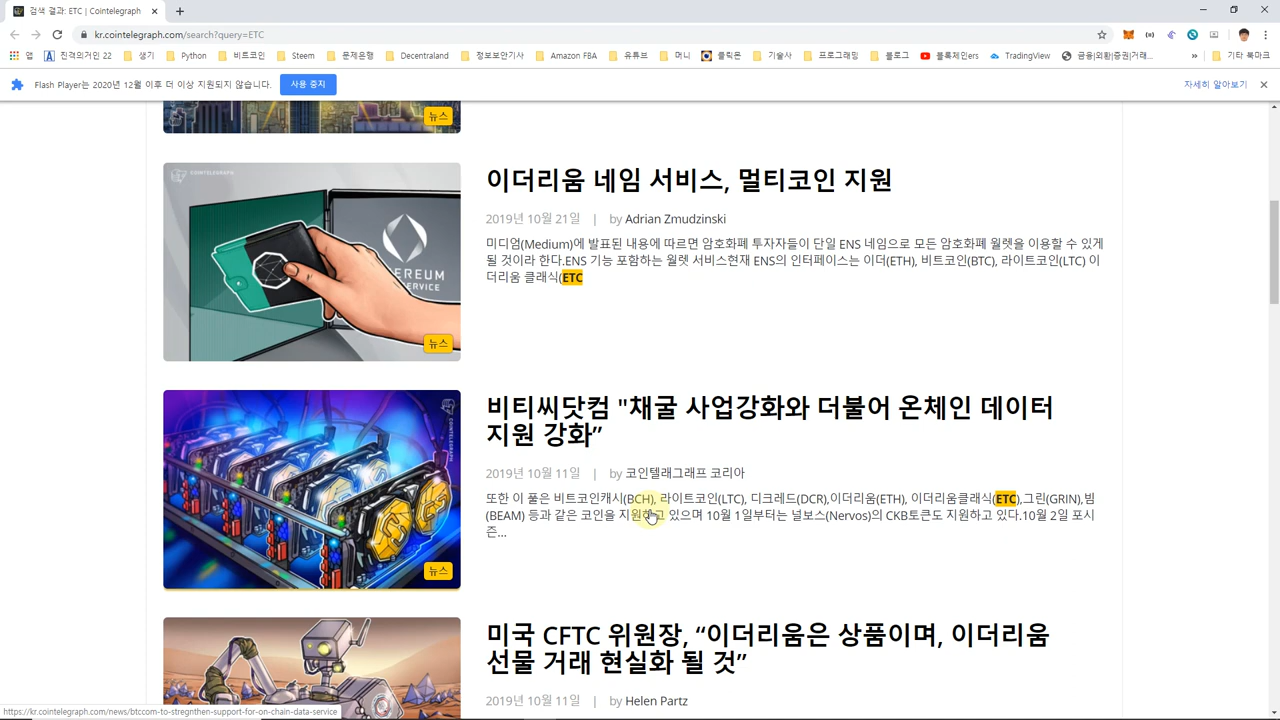 검색 결과: ETC | Cointelegraph
kr.cointelegraph.com/search?query=ETC
앱
진격의거인 22
생기
Python
비트코인
Steem
문제은행
Decentraland
정보보안기사
Amazon FBA
유튜브
머니
클릭몬
기술사
프로그래밍
블로그
블록체인ers
TradingView
금융|외환|증권|거래...
»
기타 북마크
Flash Player는 2020년 12월 이후 더 이상 지원되지 않습니다.
사용 중지
자세히 알아보기
뉴스
COINTELEGRAPH
EREUM
SERVICE
뉴스
이더리움 네임 서비스, 멀티코인 지원
2019년 10월 21일 | by Adrian Zmudzinski
미디엄(Medium)에 발표된 내용에 따르면 암호화폐 투자자들이 단일 ENS 네임으로 모든 암호화폐 월렛을 이용할 수 있게
될 것이라 한다.ENS 기능 포함하는 월렛 서비스현재 ENS의 인터페이스는 이더(ETH), 비트코인(BTC), 라이트코인(LTC) 이
더리움 클래식(ETC
COINTELEGRAPH
뉴스
비티씨닷컴 "채굴 사업강화와 더불어 온체인 데이터
지원 강화”
2019년 10월 11일 | by 코인텔래그래프 코리아
또한 이 풀은 비트코인캐시(BCH), 라이트코인(LTC), 디크레드(DCR),이더리움(ETH), 이더리움클래식(ETC),그린(GRIN),빔
(BEAM) 등과 같은 코인을 지원하고 있으며 10월 1일부터는 널보스(Nervos)의 CKB토큰도 지원하고 있다.10월 2일 포시
즌...
미국 CFTC 위원장, “이더리움은 상품이며, 이더리움
선물 거래 현실화 될 것”
2019년 10월 11일 | by Helen Partz
https://kr.cointelegraph.com/news/btccom-to-stregnthen-support-for-on-chain-data-service